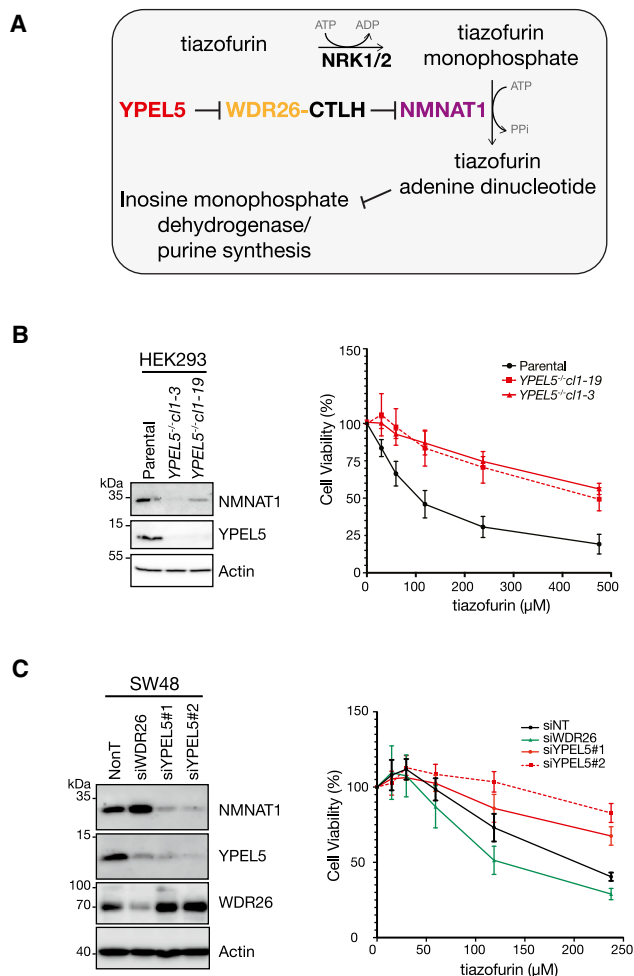 A
tiazofurin
ATP ADP
NRK1/2
tiazofurin
monophosphate
YPEL5
WDR26-CTLH
NMNAT1
ATP
PPi
tiazofurin
adenine dinucleotide
Inosine monophosphate
dehydrogenase/
purine synthesis
B
HEK293
Parental
YPEL5-/-cl1-3
YPEL5-/-cl1-19
kDa
35
NMNAT1
15
YPEL5
55
Actin
150
125
100
75
50
25
0
Cell Viability (%)
Parental
YPEL5-/-cl1-19
YPEL5-/-cl1-3
0 100 200 300 400 500
tiazofurin (µM)
C
SW48
NonT
siWDR26
siYPEL5#1
siYPEL5#2
kDa
35
NMNAT1
15
YPEL5
100
70
WDR26
40
Actin
150
100
50
0
Cell Viability (%)
siNT
siWDR26
siYPEL5#1
siYPEL5#2
0 50 100 150 200 250
tiazofurin (µM)